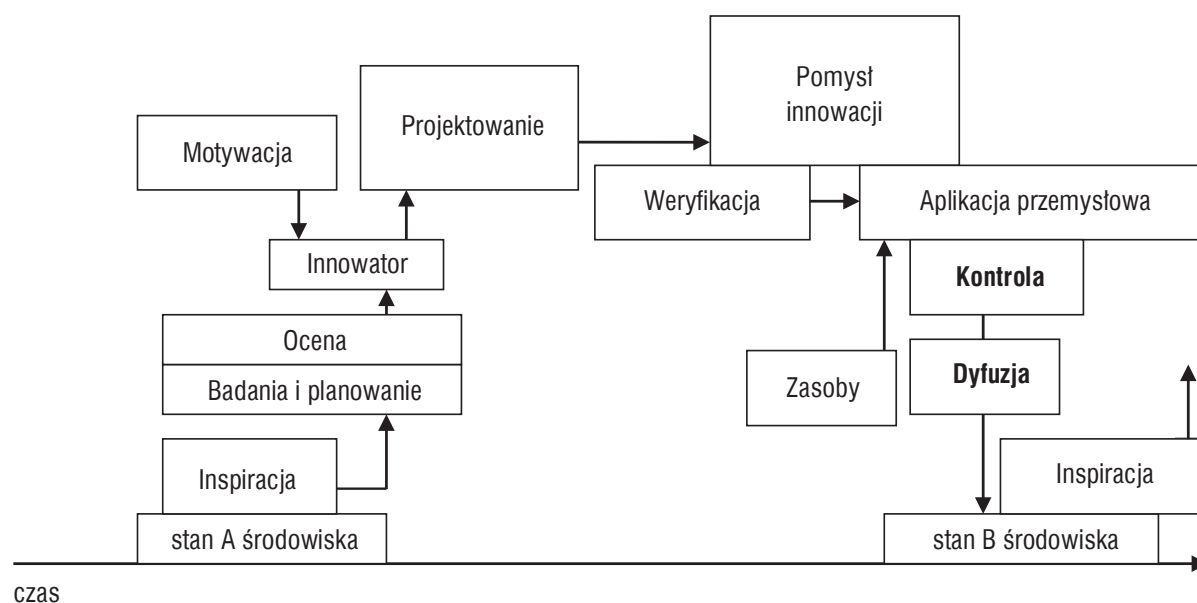 Pomysł
innowacji
Projektowanie
Motywacja
Weryfikacja
Aplikacja przemysłowa
Innowator
Kontrola
Ocena
Badania i planowanie
Zasoby
Dyfuzja
Inspiracja
Inspiracja
stan A środowiska
stan B środowiska
czas